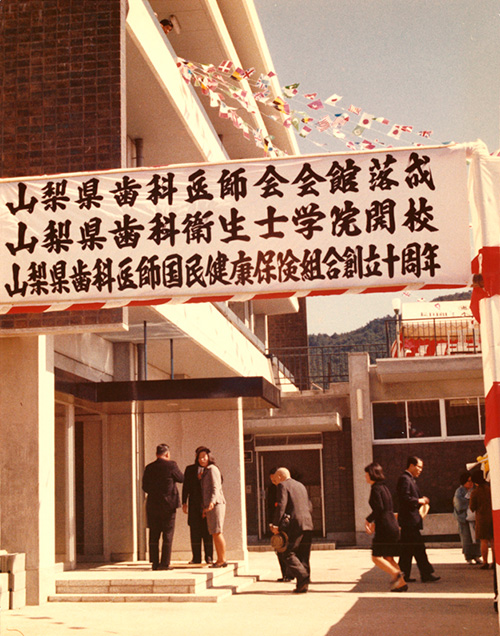 山梨県歯科医師会会館落成
山梨県歯科衛生士学院開校
山梨県歯科医師国民健康保険組合創立十周年